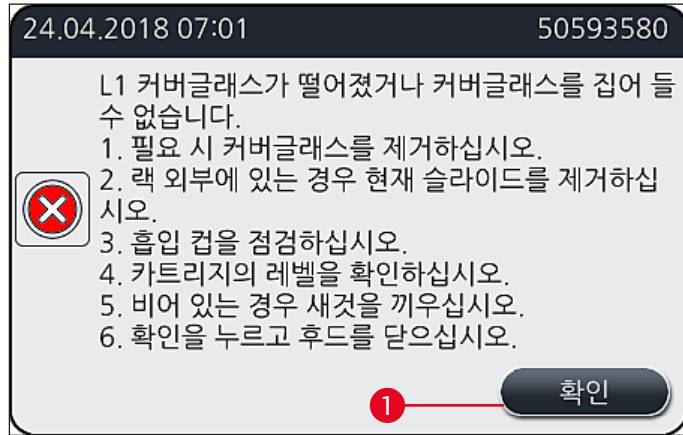 24.04.2018 07:01 50593580
L1 커버글래스가 떨어졌거나 커버글래스를 집어 들
수 없습니다.
1. 필요 시 커버글래스를 제거하십시오.
2. 랙 외부에 있는 경우 현재 슬라이드를 제거하십
시오.
3. 흡입 컵을 점검하십시오.
4. 카트리지의 레벨을 확인하십시오.
5. 비어 있는 경우 새것을 끼우십시오.
6. 확인을 누르고 후드를 닫으십시오.
확인
1